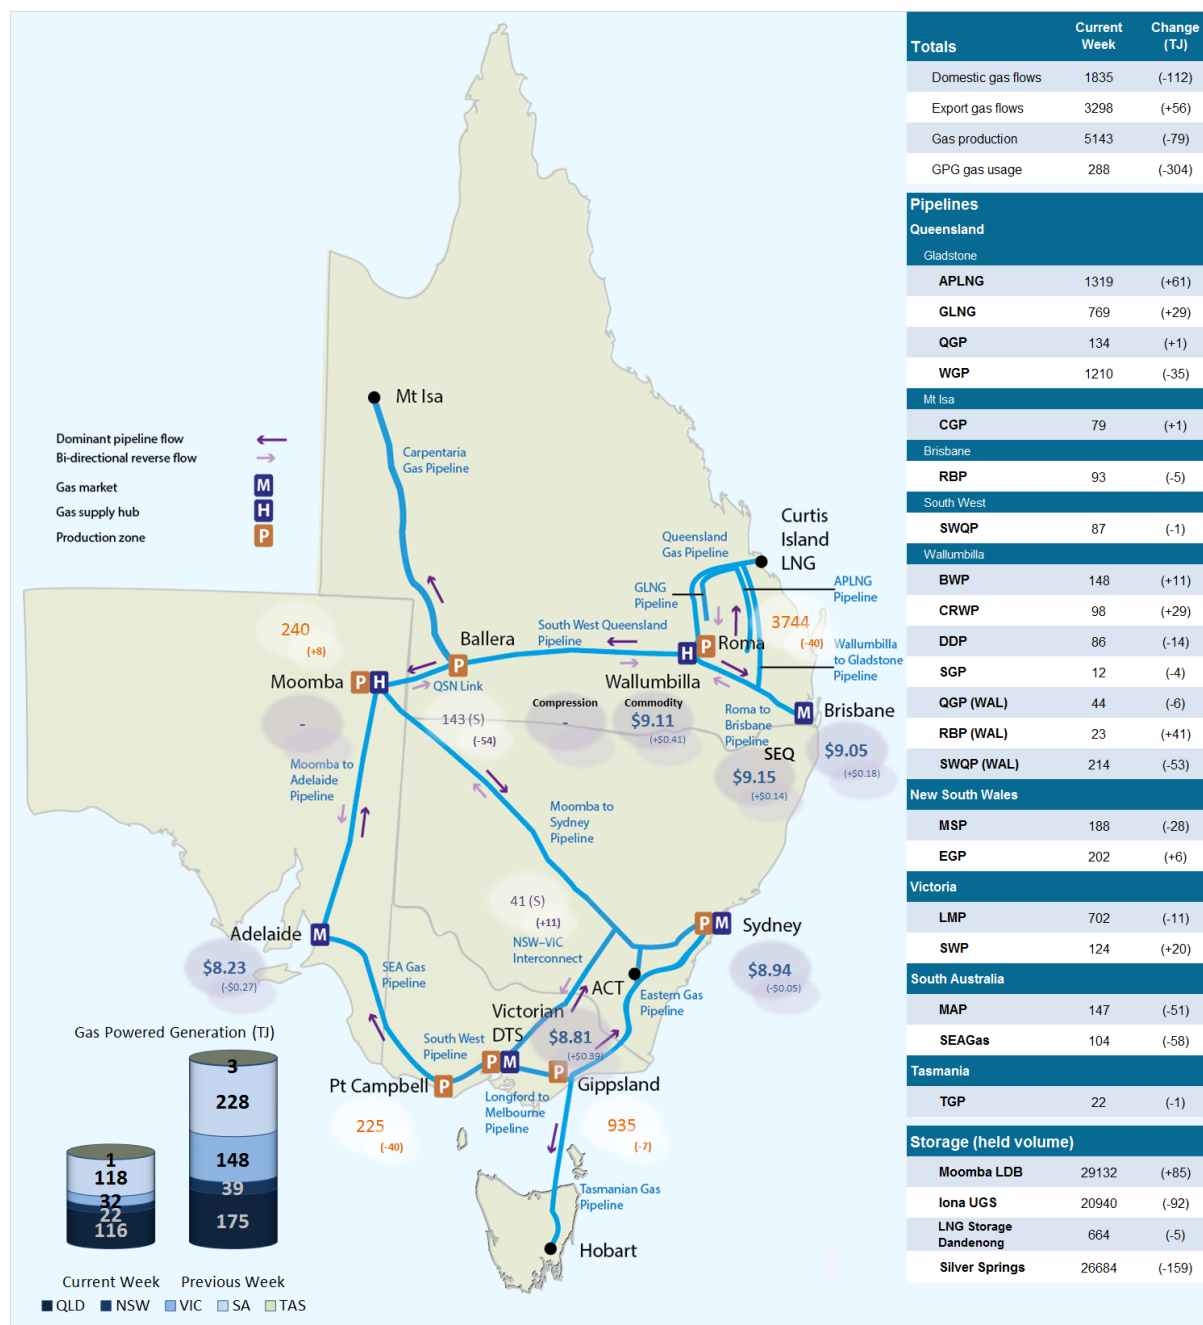 Mt Isa
Dominant pipeline flow
Bi-directional reverse flow
Gas market M
Gas supply hub H
Production zone P
Carpentaria
Gas Pipeline
Curtis
Island
LNG
Queensland
Gas Pipeline
GLNG
Pipeline
APLNG
Pipeline
3744
(-40)
240
(+8)
Ballera
P
South West Queensland
Pipeline
H P Roma
Wallumbilla
to Gladstone
Pipeline
Moomba P H
QSN Link
Wallumbilla
-
143 (S)
(-54)
Compression
-
Commodity
$9.11
(+$0.41)
Roma to
Brisbane
Pipeline
M Brisbane
$9.05
(+$0.18)
SEQ
$9.15
(+$0.14)
Moomba to
Adelaide
Pipeline
Moomba to
Sydney
Pipeline
41 (S)
(+11)
NSW–VIC
Interconnect
P M Sydney
$8.94
(-$0.05)
Adelaide M
$8.23
(-$0.27)
SEA Gas
Pipeline
ACT
Eastern Gas
Pipeline
Victorian
DTS
P M
$8.81
(+$0.39)
South West
Pipeline
Pt Campbell P
225
(-40)
Longford to
Melbourne
Pipeline
P
Gippsland
935
(-7)
Tasmanian Gas
Pipeline
Hobart
Gas Powered Generation (TJ)
1
118
32
22
116
3
228
148
39
175
Current Week Previous Week
QLD NSW VIC SA TAS
Totals Current Week Change (TJ)
Domestic gas flows 1835 (-112)
Export gas flows 3298 (+56)
Gas production 5143 (-79)
GPG gas usage 288 (-304)
Pipelines
Queensland
Gladstone
APLNG 1319 (+61)
GLNG 769 (+29)
QGP 134 (+1)
WGP 1210 (-35)
Mt Isa
CGP 79 (+1)
Brisbane
RBP 93 (-5)
South West
SWQP 87 (-1)
Wallumbilla
BWP 148 (+11)
CRWP 98 (+29)
DDP 86 (-14)
SGP 12 (-4)
QGP (WAL) 44 (-6)
RBP (WAL) 23 (+41)
SWQP (WAL) 214 (-53)
New South Wales
MSP 188 (-28)
EGP 202 (+6)
Victoria
LMP 702 (-11)
SWP 124 (+20)
South Australia
MAP 147 (-51)
SEAGas 104 (-58)
Tasmania
TGP 22 (-1)
Storage (held volume)
Moomba LDB 29132 (+85)
Iona UGS 20940 (-92)
LNG Storage
Dandenong 664 (-5)
Silver Springs 26684 (-159)